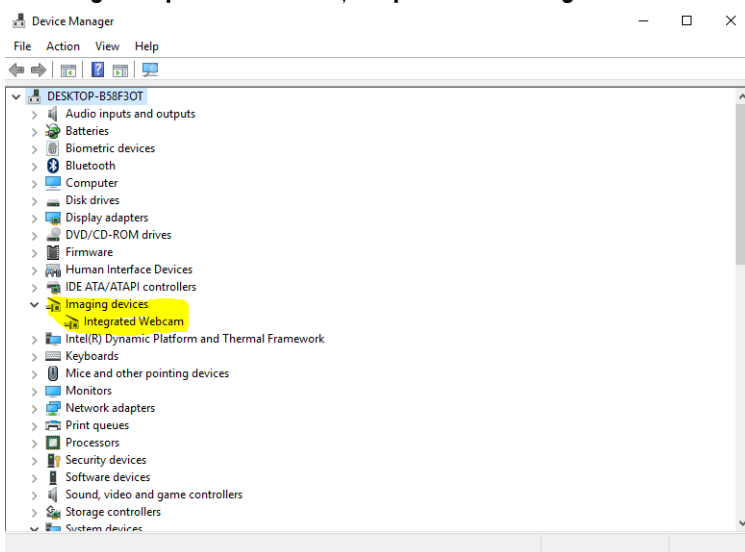 Device Manager
File Action View Help
DESKTOP-B58F3OT
Audio inputs and outputs
Batteries
Biometric devices
Bluetooth
Computer
Disk drives
Display adapters
DVD/CD-ROM drives
Firmware
Human Interface Devices
IDE ATA/ATAPI controllers
Imaging devices
Integrated Webcam
Intel(R) Dynamic Platform and Thermal Framework
Keyboards
Mice and other pointing devices
Monitors
Network adapters
Print queues
Processors
Security devices
Software devices
Sound, video and game controllers
Storage controllers
System devices